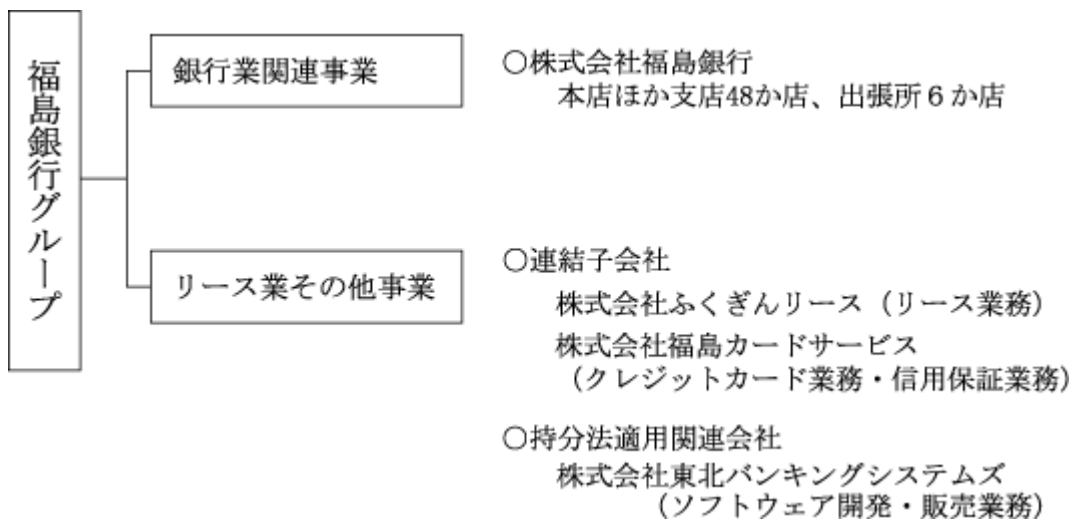 福島銀行グループ
銀行業関連事業
○株式会社福島銀行
本店ほか支店48か店、出張所６か店
リース業その他事業
○連結子会社
株式会社ふくぎんリース（リース業務）
株式会社福島カードサービス
（クレジットカード業務・信用保証業務）
○持分法適用関連会社
株式会社東北バンキングシステムズ
（ソフトウェア開発・販売業務）